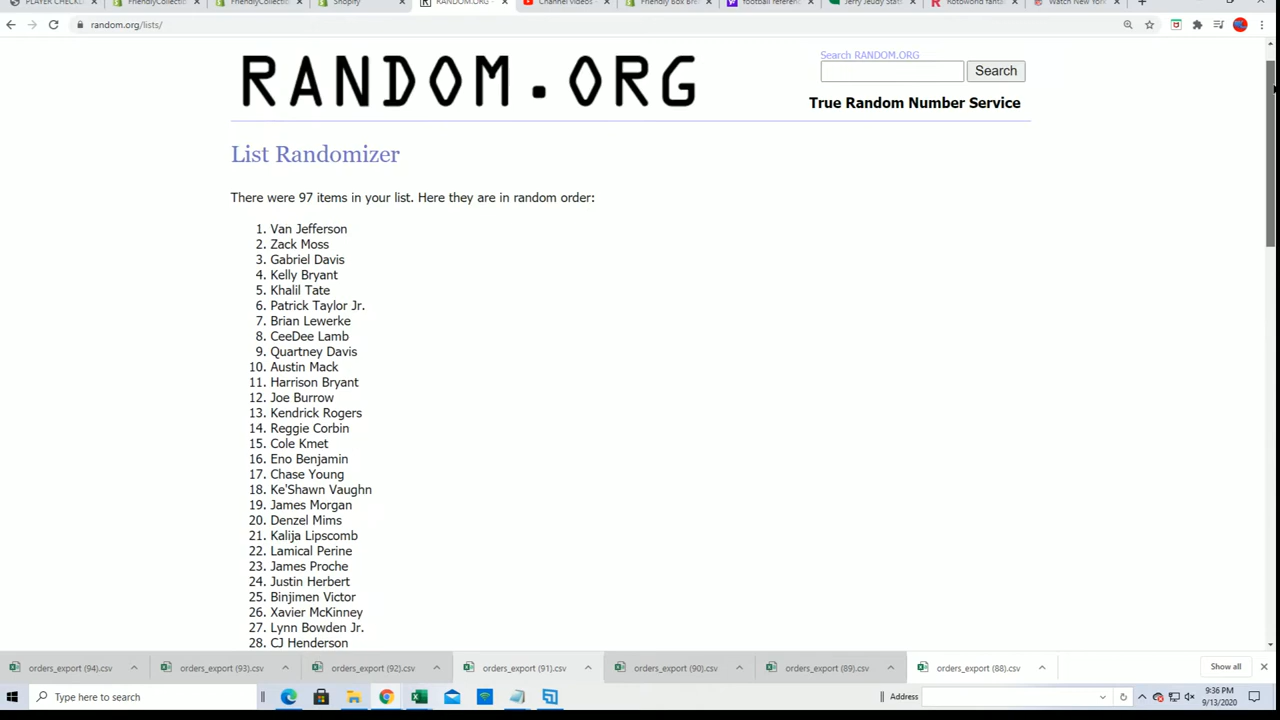 PLAYER CHECKL
FriendlyCollection
FriendlyCollection
Shopify
RANDOM.ORG -
Channel videos -
Friendly Box Bre
football referenc
Jerry Jeudy Stats
Rotoworld fanta
Watch New York
random.org/lists/
RANDOM.ORG
Search RANDOM.ORG
Search
True Random Number Service
List Randomizer
There were 97 items in your list. Here they are in random order:
1. Van Jefferson
2. Zack Moss
3. Gabriel Davis
4. Kelly Bryant
5. Khalil Tate
6. Patrick Taylor Jr.
7. Brian Lewerke
8. CeeDee Lamb
9. Quartney Davis
10. Austin Mack
11. Harrison Bryant
12. Joe Burrow
13. Kendrick Rogers
14. Reggie Corbin
15. Cole Kmet
16. Eno Benjamin
17. Chase Young
18. Ke'Shawn Vaughn
19. James Morgan
20. Denzel Mims
21. Kalija Lipscomb
22. Lamical Perine
23. James Proche
24. Justin Herbert
25. Binjimen Victor
26. Xavier McKinney
27. Lynn Bowden Jr.
28. CJ Henderson
orders_export (94).csv
orders_export (93).csv
orders_export (92).csv
orders_export (91).csv
orders_export (90).csv
orders_export (89).csv
orders_export (88).csv
Show all
Type here to search
Address
9:36 PM
9/13/2020